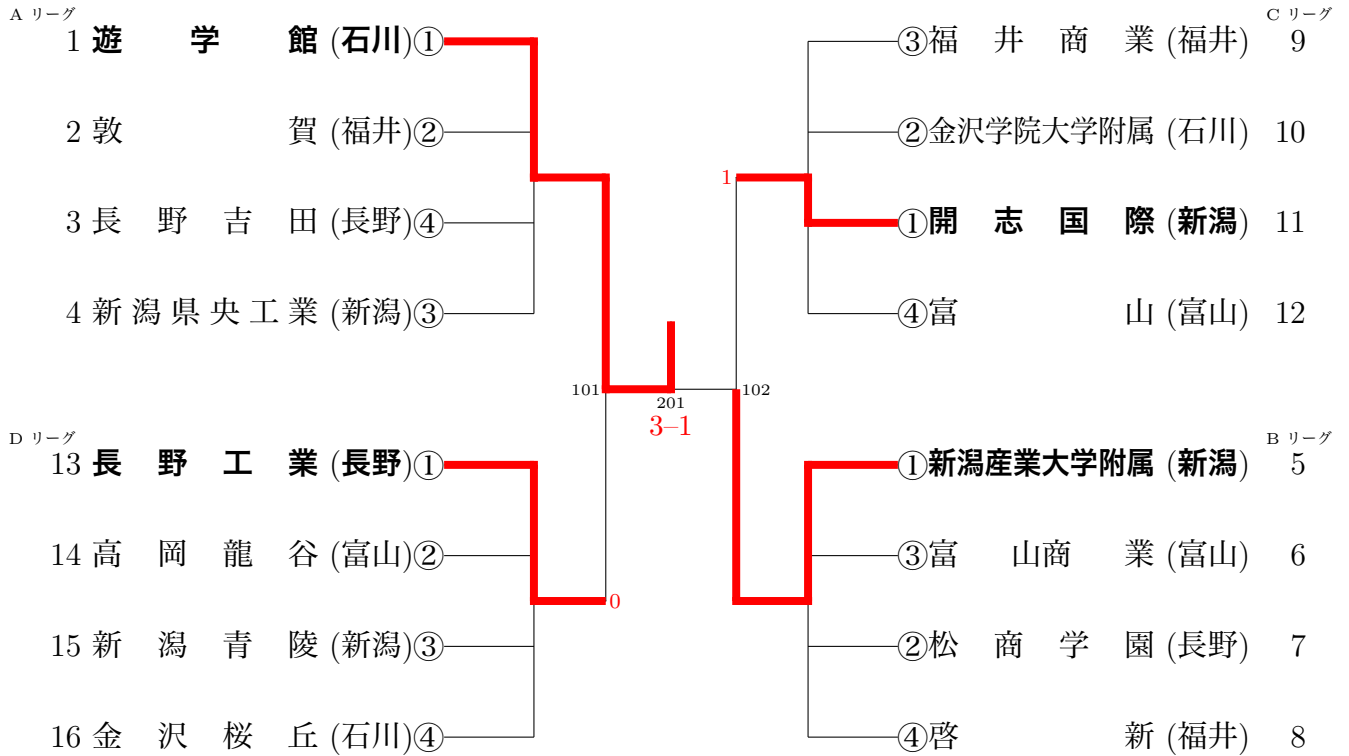 A リーグ
1 遊学館 (石川)①
2 敦賀 (福井)②
3 長野吉田 (長野)④
4 新潟県央工業 (新潟)③
D リーグ
13 長野工業 (長野)①
14 高岡龍谷 (富山)②
15 新潟青陵 (新潟)③
16 金沢桜丘 (石川)④
101
0
201
3–1
1
102
C リーグ
③福井商業 (福井) 9
②金沢学院大学附属 (石川) 10
①開志国際 (新潟) 11
④富山 (富山) 12
B リーグ
①新潟産業大学附属 (新潟) 5
③富山商業 (富山) 6
②松商学園 (長野) 7
④啓新 (福井) 8